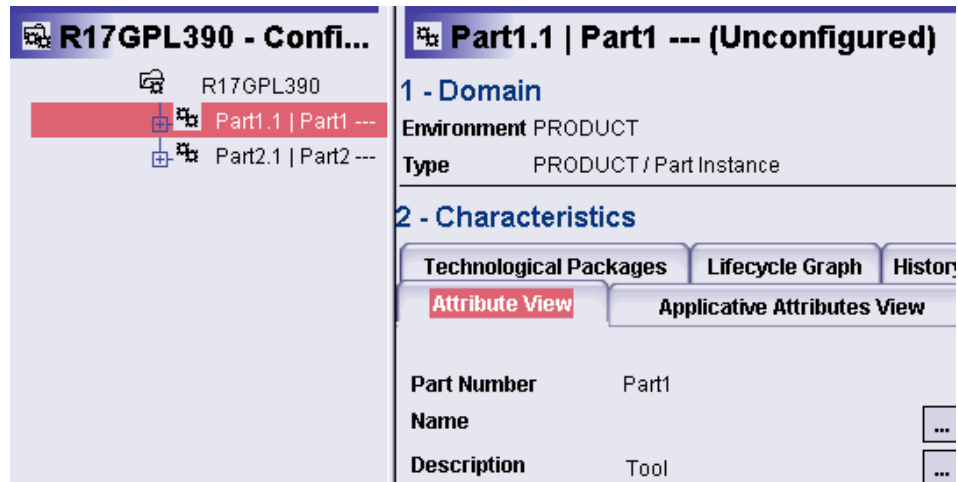 R17GPL390 - Confi...
R17GPL390
Part1.1 | Part1 ---
Part2.1 | Part2 ---
Part1.1 | Part1 --- (Unconfigured)
1 - Domain
Environment PRODUCT
Type PRODUCT / Part Instance
2 - Characteristics
Technological Packages Lifecycle Graph History
Attribute View Applicative Attributes View
Part Number Part1
Name ...
Description Tool ...